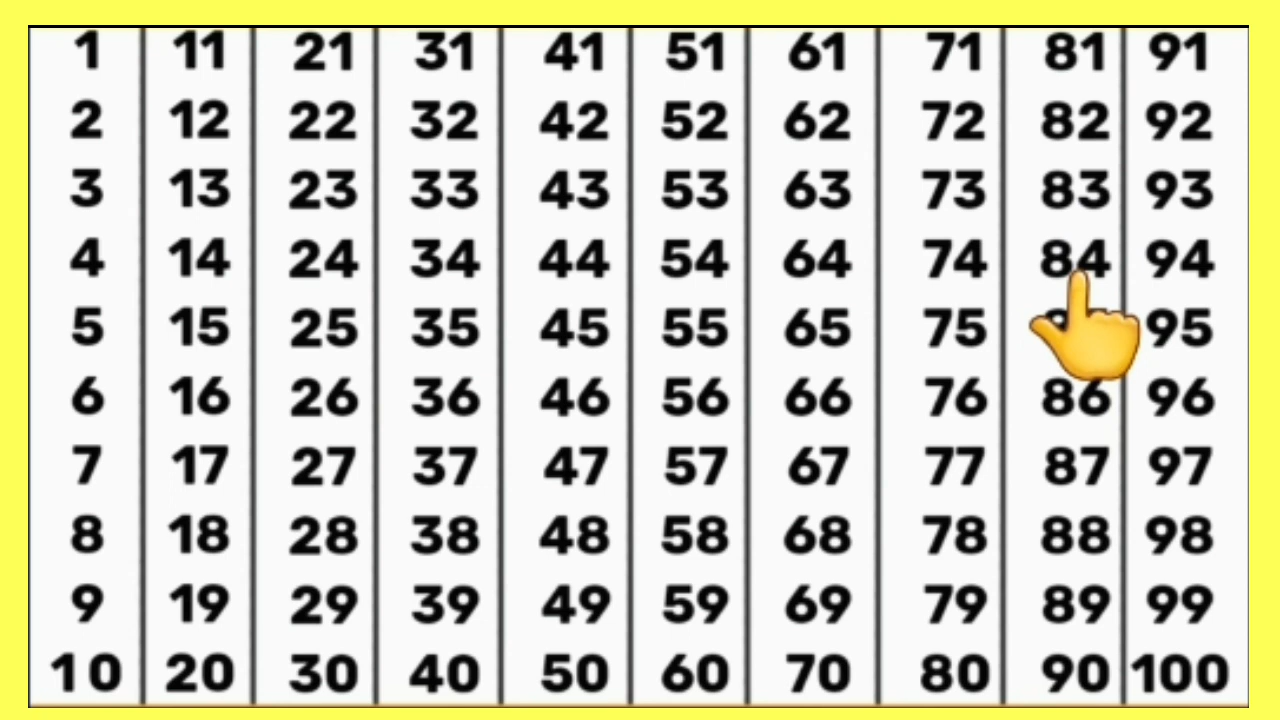 1 11 21 31 41 51 61 71 81 91
2 12 22 32 42 52 62 72 82 92
3 13 23 33 43 53 63 73 83 93
4 14 24 34 44 54 64 74 84 94
5 15 25 35 45 55 65 75 95
6 16 26 36 46 56 66 76 86 96
7 17 27 37 47 57 67 77 87 97
8 18 28 38 48 58 68 78 88 98
9 19 29 39 49 59 69 79 89 99
10 20 30 40 50 60 70 80 90 100